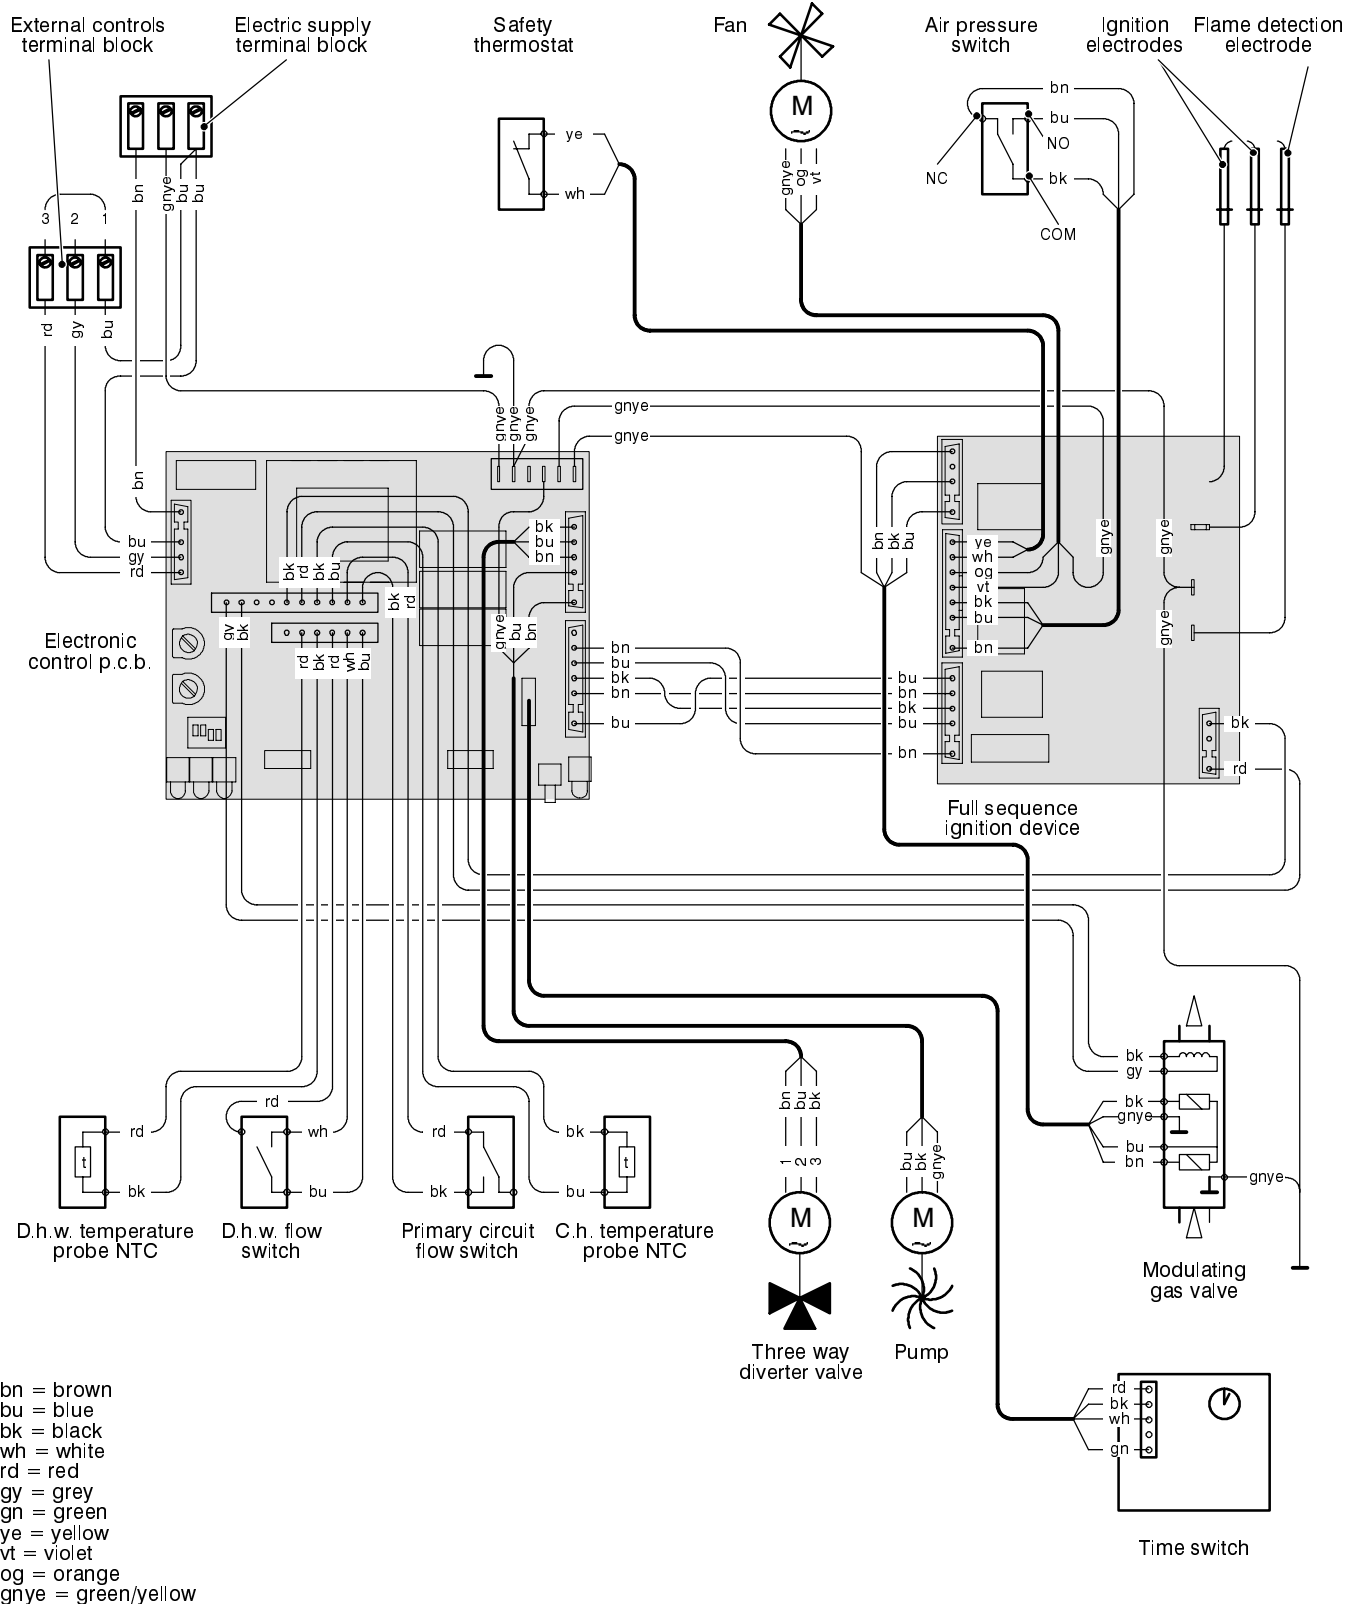 External controls
terminal block
Electric supply
terminal block
Safety
thermostat
Fan
Air pressure
switch
Ignition
electrodes
Flame detection
electrode
M
bn
bu
NO
NC
bk
COM
ye
wh
gnye
og
vt
bn
gnye
bu
bu
3 2 1
rd
gy
bu
gnye
gnye
gnye
gnye
gnye
bn
bu
gy
rd
bk
rd
bk
bu
bk
rd
gy
bk
rd
bk
rd
wh
bu
bk
bu
bn
gnye
bu
bn
bn
bk
bu
ye
wh
og
vt
bk
bu
bn
gnye
gnye
gnye
Electronic
control p.c.b.
bn
bu
bk
bn
bu
bu
bn
bk
bu
bn
bk
rd
Full sequence
ignition device
bk
gy
bk
gnye
bu
bn
gnye
rd
bk
rd
wh
bu
rd
bk
bk
bu
t
t
bn
bu
bk
1
2
3
bu
bk
gnye
M
M
D.h.w. temperature
probe NTC
D.h.w. flow
switch
Primary circuit
flow switch
C.h. temperature
probe NTC
Modulating
gas valve
Three way
diverter valve
Pump
rd
bk
wh
gn
Time switch
bn = brown
bu = blue
bk = black
wh = white
rd = red
gy = grey
gn = green
ye = yellow
vt = violet
og = orange
gnye = green/yellow